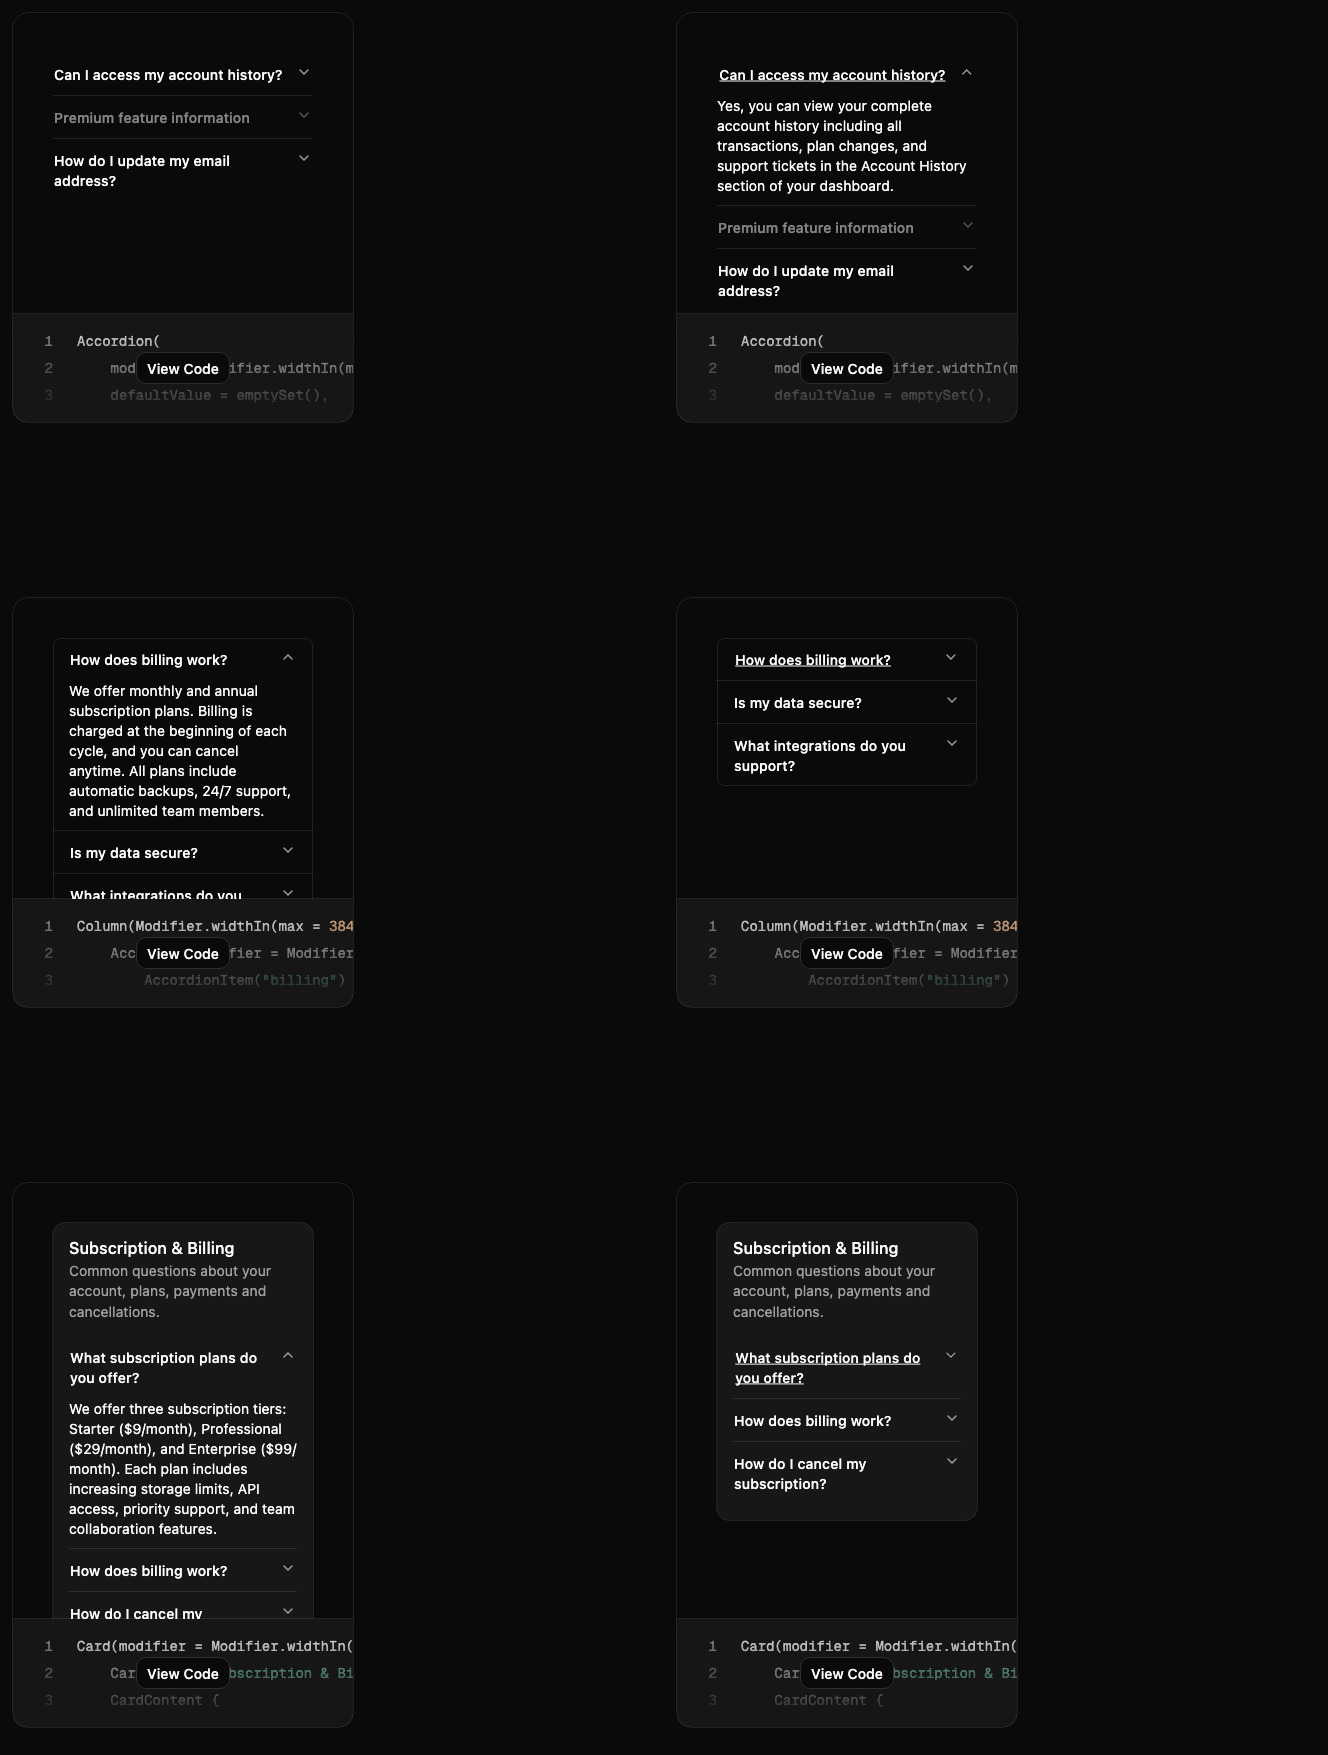 Can I access my account history?
Premium feature information
How do I update my email
address?
1 Accordion(
2 mod View Code ifier.widthIn(m
3 defaultValue = emptySet(),
Can I access my account history?
Yes, you can view your complete
account history including all
transactions, plan changes, and
support tickets in the Account History
section of your dashboard.
Premium feature information
How do I update my email
address?
1 Accordion(
2 mod View Code ifier.widthIn(m
3 defaultValue = emptySet(),
How does billing work?
We offer monthly and annual
subscription plans. Billing is
charged at the beginning of each
cycle, and you can cancel
anytime. All plans include
automatic backups, 24/7 support,
and unlimited team members.
Is my data secure?
What integrations do you
1 Column(Modifier.widthIn(max = 384
2 Acc View Code fier = Modifier
3 AccordionItem("billing")
How does billing work?
Is my data secure?
What integrations do you
support?
1 Column(Modifier.widthIn(max = 384
2 Acc View Code fier = Modifier
3 AccordionItem("billing")
Subscription & Billing
Common questions about your
account, plans, payments and
cancellations.
What subscription plans do
you offer?
We offer three subscription tiers:
Starter ($9/month), Professional
($29/month), and Enterprise ($99/
month). Each plan includes
increasing storage limits, API
access, priority support, and team
collaboration features.
How does billing work?
How do I cancel my
1 Card(modifier = Modifier.widthIn(
2 Car View Code bscription & Bi
3 CardContent {
Subscription & Billing
Common questions about your
account, plans, payments and
cancellations.
What subscription plans do
you offer?
How does billing work?
How do I cancel my
subscription?
1 Card(modifier = Modifier.widthIn(
2 Car View Code bscription & Bi
3 CardContent {